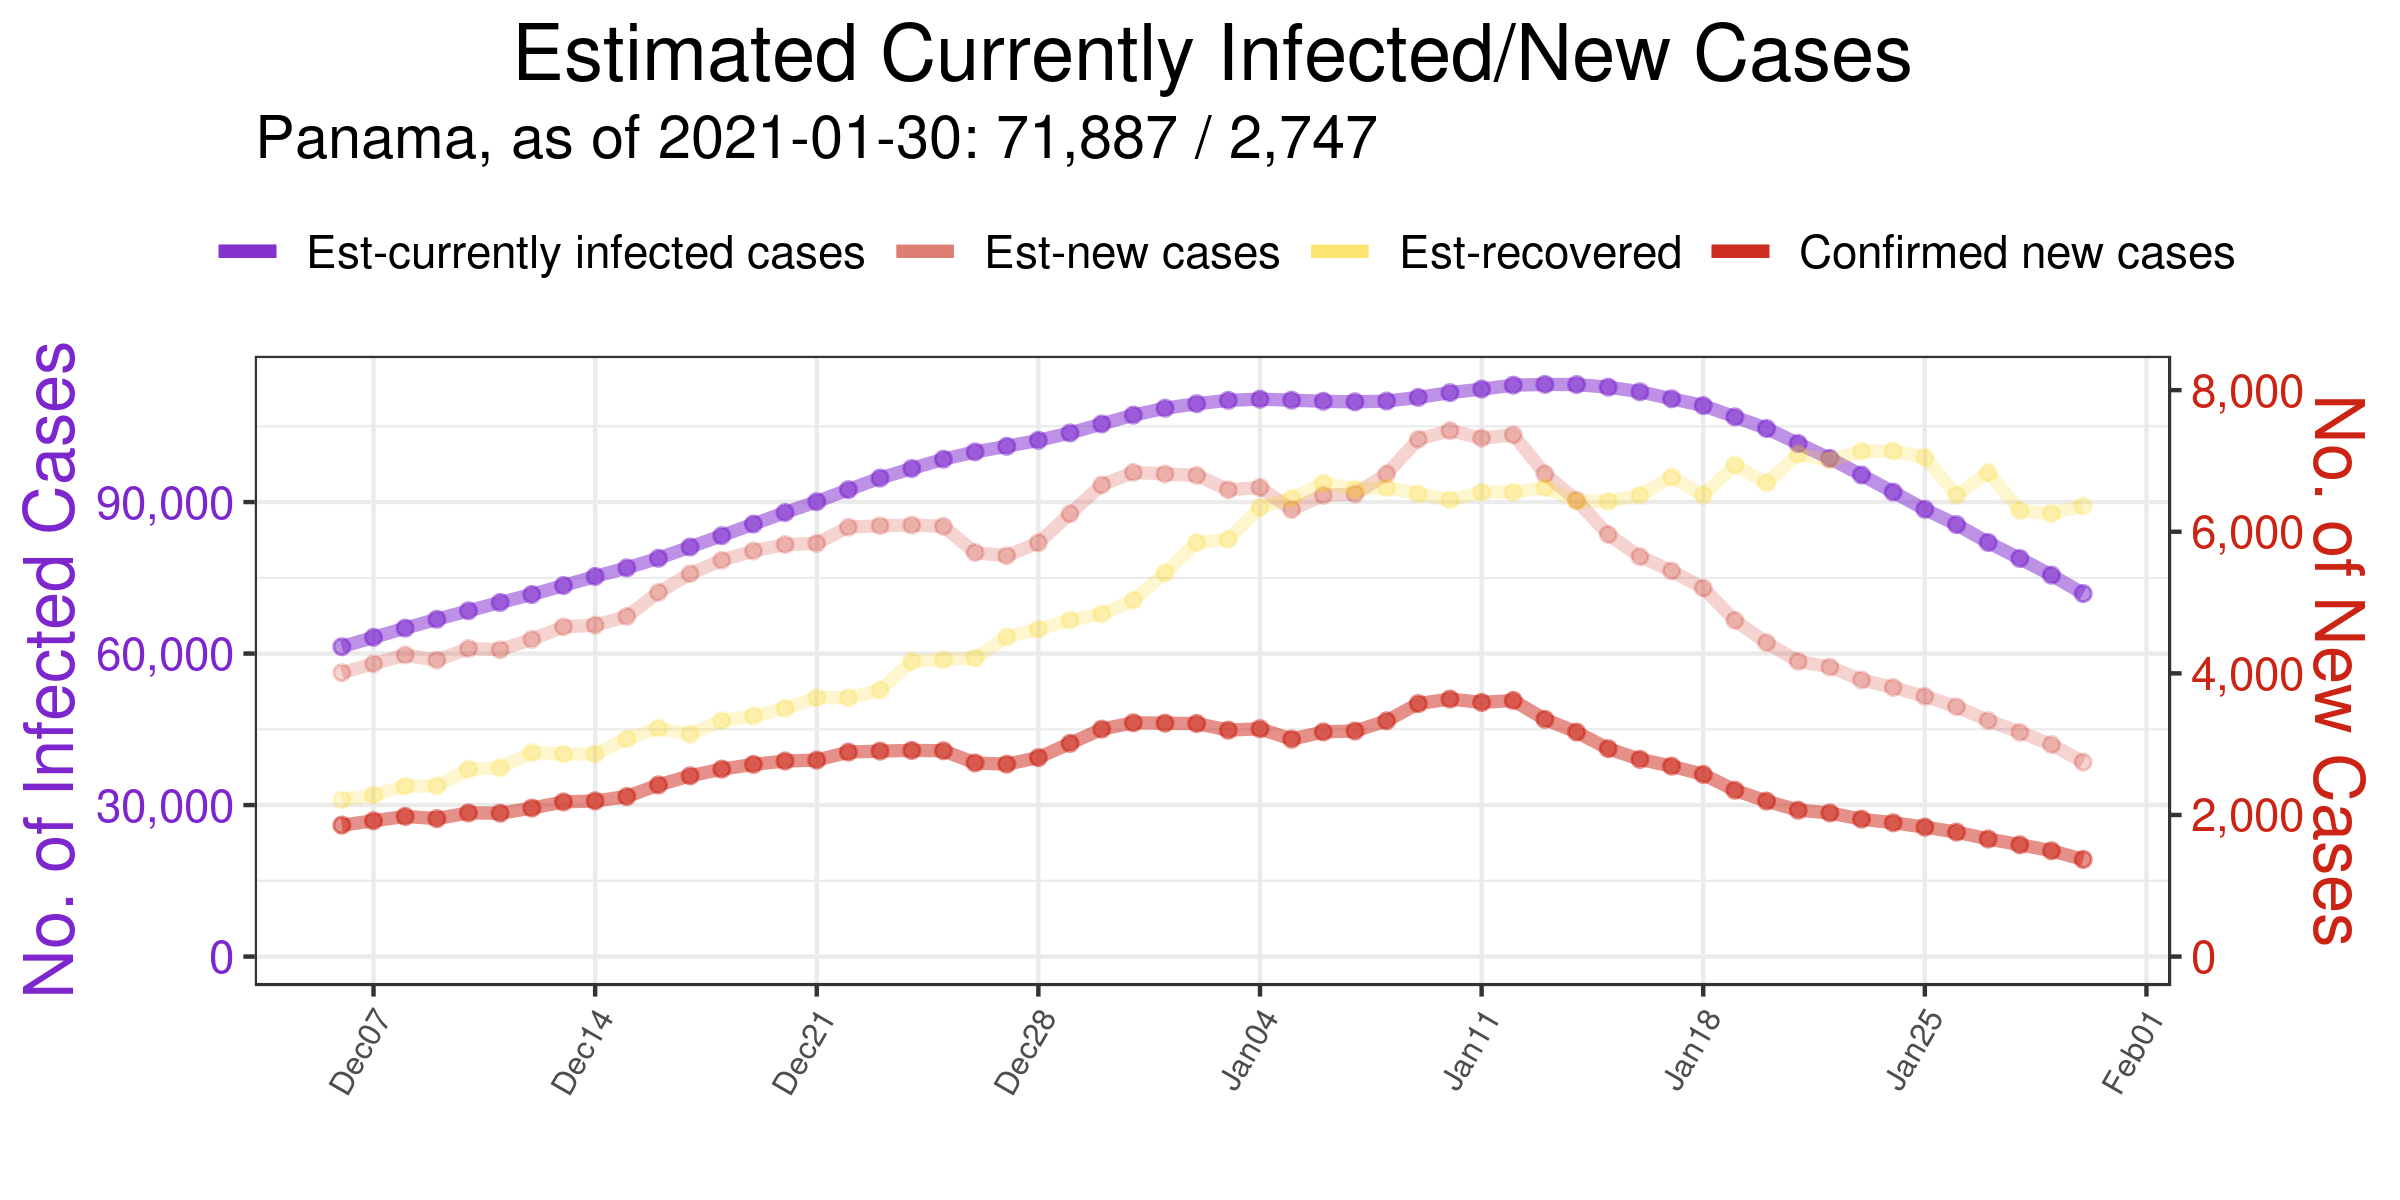 Estimated Currently Infected/New Cases
Panama, as of 2021-01-30: 71,887 / 2,747
Est-currently infected cases Est-new cases Est-recovered Confirmed new cases
No. of Infected Cases
90,000
60,000
30,000
0
8,000
6,000
4,000
2,000
0
No. of New Cases
Dec07 Dec14 Dec21 Dec28 Jan04 Jan11 Jan18 Jan25 Feb01